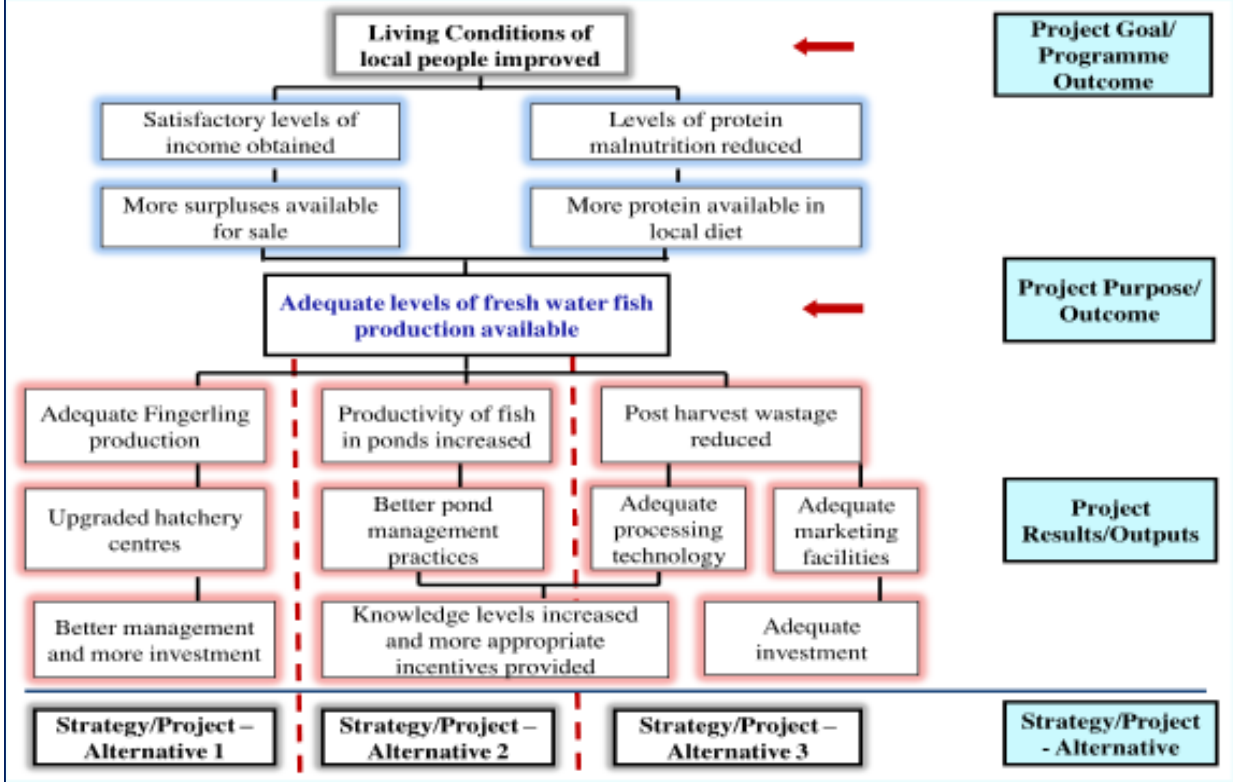 Living Conditions of
local people improved
Project Goal/
Programme
Outcome
Satisfactory levels of
income obtained
Levels of protein
malnutrition reduced
More surpluses available
for sale
More protein available in
local diet
Adequate levels of fresh water fish
production available
Project Purpose/
Outcome
Adequate Fingerling
production
Productivity of fish
in ponds increased
Post harvest wastage
reduced
Upgraded hatchery
centres
Better pond
management
practices
Adequate
processing
technology
Adequate
marketing
facilities
Project
Results/Outputs
Better management
and more investment
Knowledge levels increased
and more appropriate
incentives provided
Adequate
investment
Strategy/Project –
Alternative 1
Strategy/Project –
Alternative 2
Strategy/Project –
Alternative 3
Strategy/Project
- Alternative